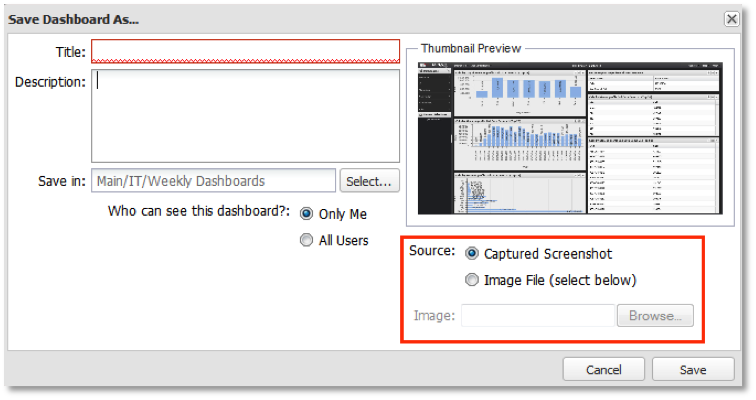 Save Dashboard As...
Title:
Description:
Save in: Main/IT/Weekly Dashboards Select...
Who can see this dashboard?: Only Me
All Users
Thumbnail Preview
Source: Captured Screenshot
Image File (select below)
Image: Browse...
Cancel Save